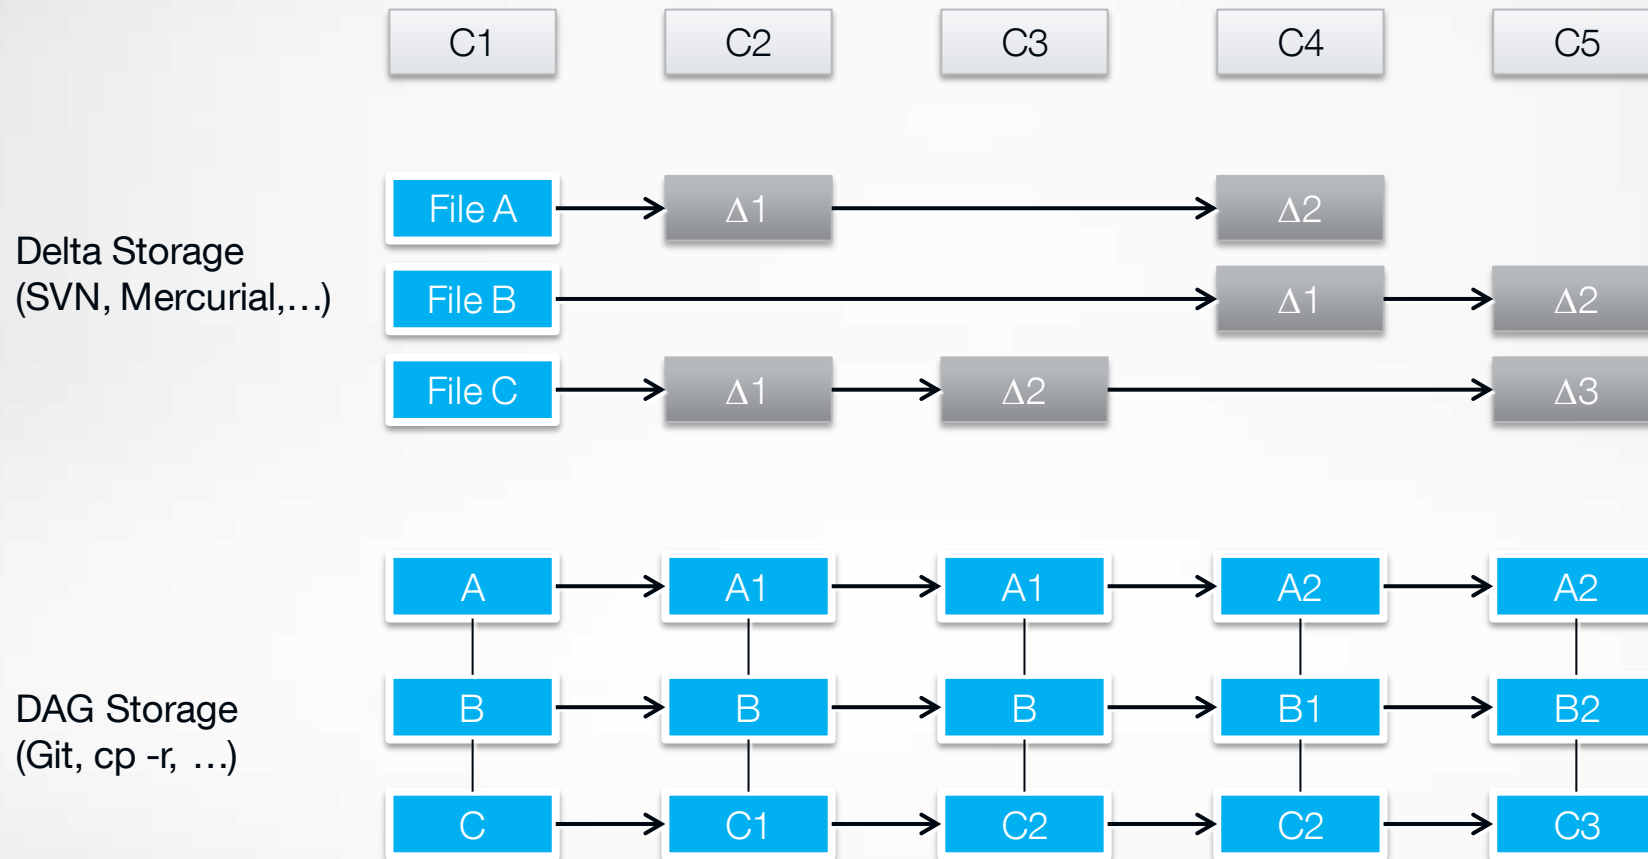 C1 C2 C3 C4 C5
File A Δ1 Δ2
Delta Storage
(SVN, Mercurial,...)
File B Δ1 Δ2
File C Δ1 Δ2 Δ3
A A1 A1 A2 A2
DAG Storage
(Git, cp -r, ...)
B B B B1 B2
C C1 C2 C2 C3